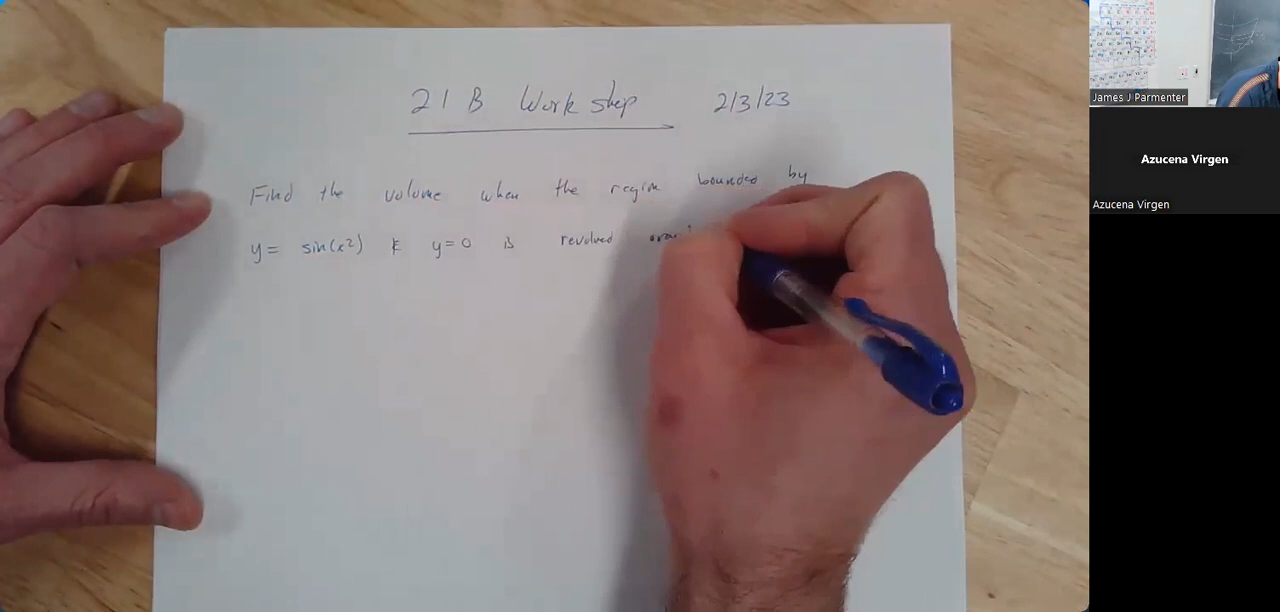 21 B Workshop 2/3/23
Find the volume when the region bounded by
y = sin(x²) & y=0 is revolved
James J Parmenter
Azucena Virgen
Azucena Virgen